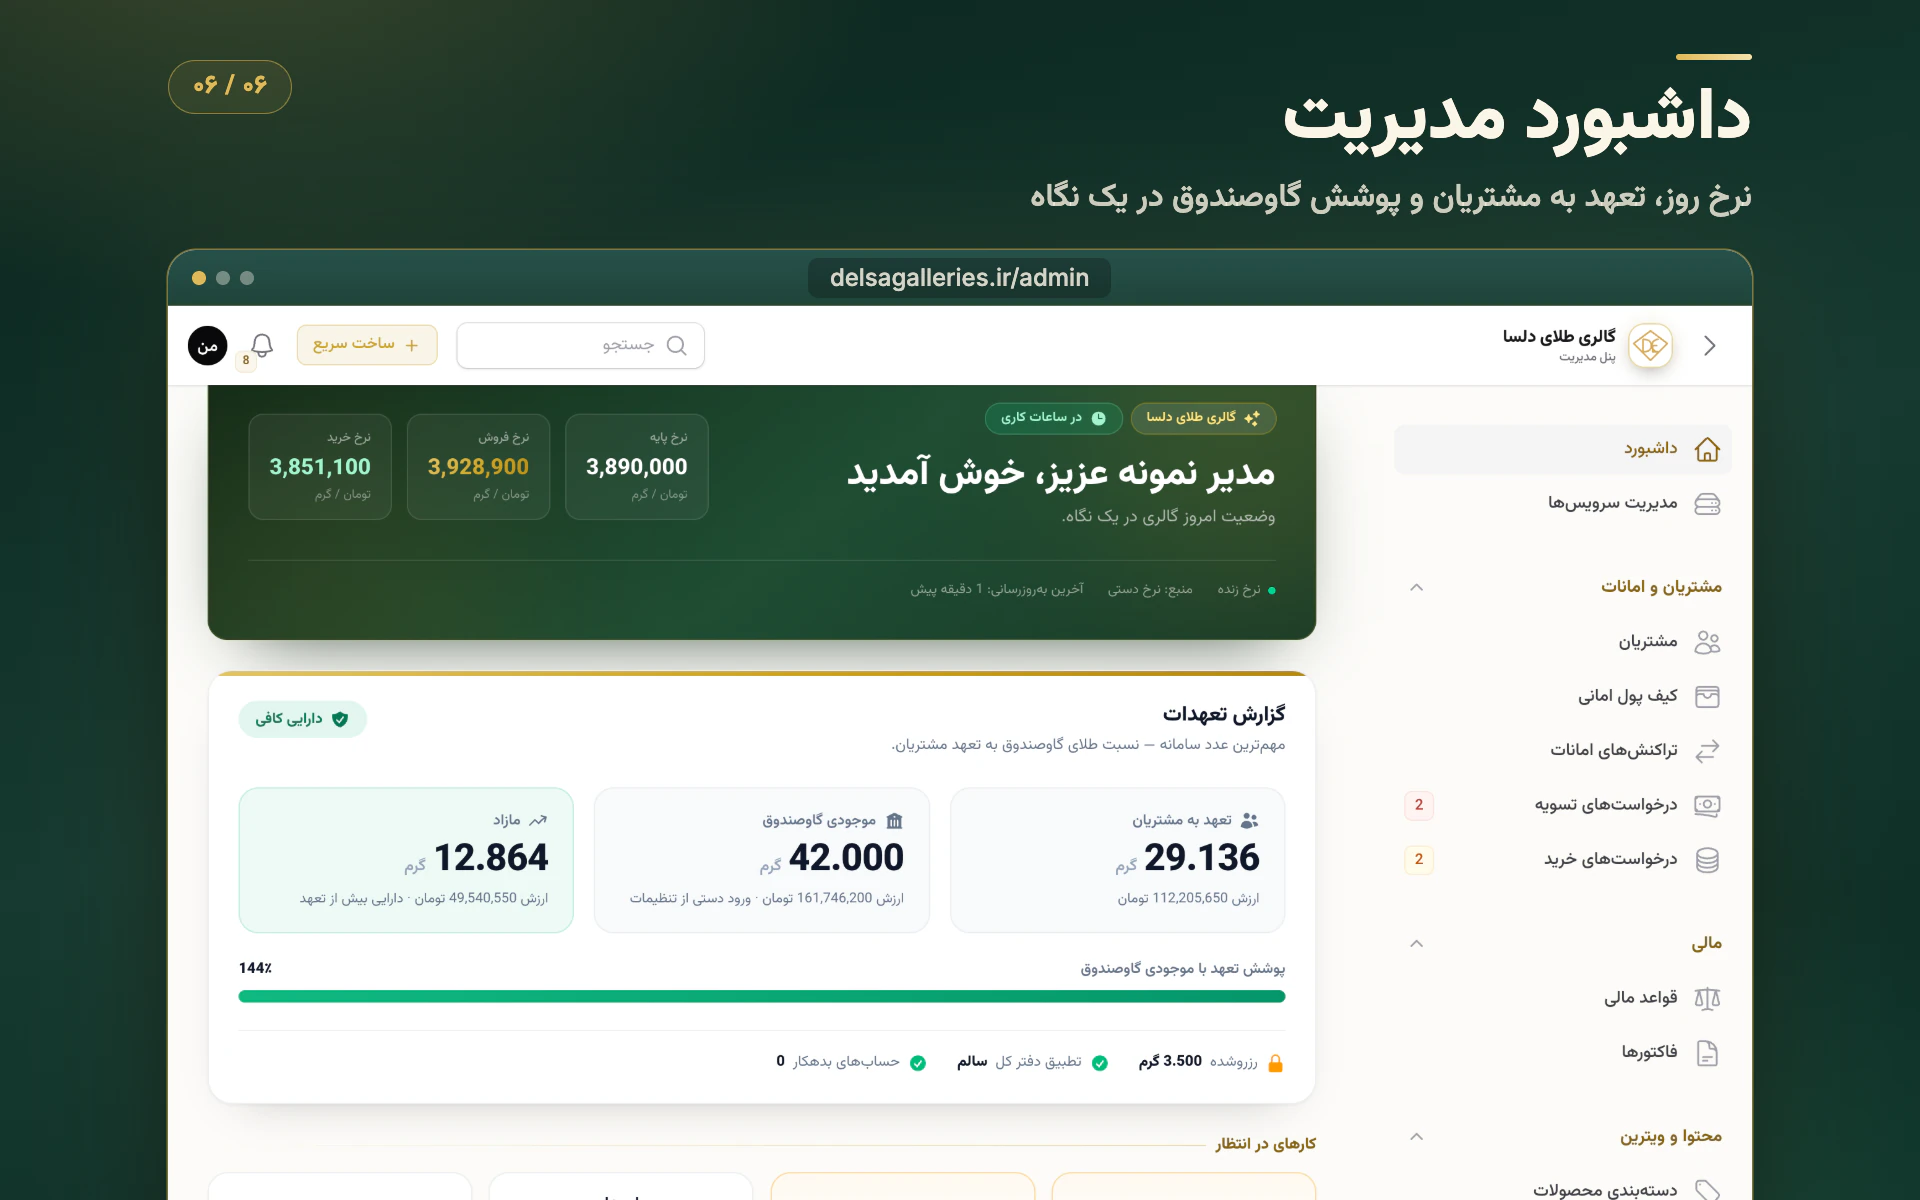 داشبورد مدیریت
۰۶ / ۰۶
نرخ روز، تعهد به مشتریان و پوشش گاوصندوق در یک نگاه
delsagalleries.ir/admin
گالری طلای دلسا
پنل مدیریت
DE
جستجو
ساخت سریع
8
من
داشبورد
مدیریت سرویس‌ها
مشتریان و امانات
مشتریان
کیف پول امانی
تراکنش‌های امانات
درخواست‌های تسویه 2
درخواست‌های خرید 2
مالی
قواعد مالی
فاکتورها
محتوا و ویترین
دسته‌بندی محصولات
گالری طلای دلسا
در ساعات کاری
مدیر نمونه عزیز، خوش آمدید
وضعیت امروز گالری در یک نگاه.
نرخ پایه
3,890,000
تومان / گرم
نرخ فروش
3,928,900
تومان / گرم
نرخ خرید
3,851,100
تومان / گرم
نرخ زنده
منبع: نرخ دستی
آخرین به‌روزرسانی: 1 دقیقه پیش
گزارش تعهدات
دارایی کافی
مهم‌ترین عدد سامانه — نسبت طلای گاوصندوق به تعهد مشتریان.
تعهد به مشتریان
29.136 گرم
ارزش 112,205,650 تومان
موجودی گاوصندوق
42.000 گرم
ارزش 161,746,200 تومان · ورود دستی از تنظیمات
مازاد
12.864 گرم
ارزش 49,540,550 تومان · دارایی بیش از تعهد
پوشش تعهد با موجودی گاوصندوق
144٪
رزروشده 3.500 گرم
تطبیق دفتر کل سالم
حساب‌های بدهکار 0
کارهای در انتظار